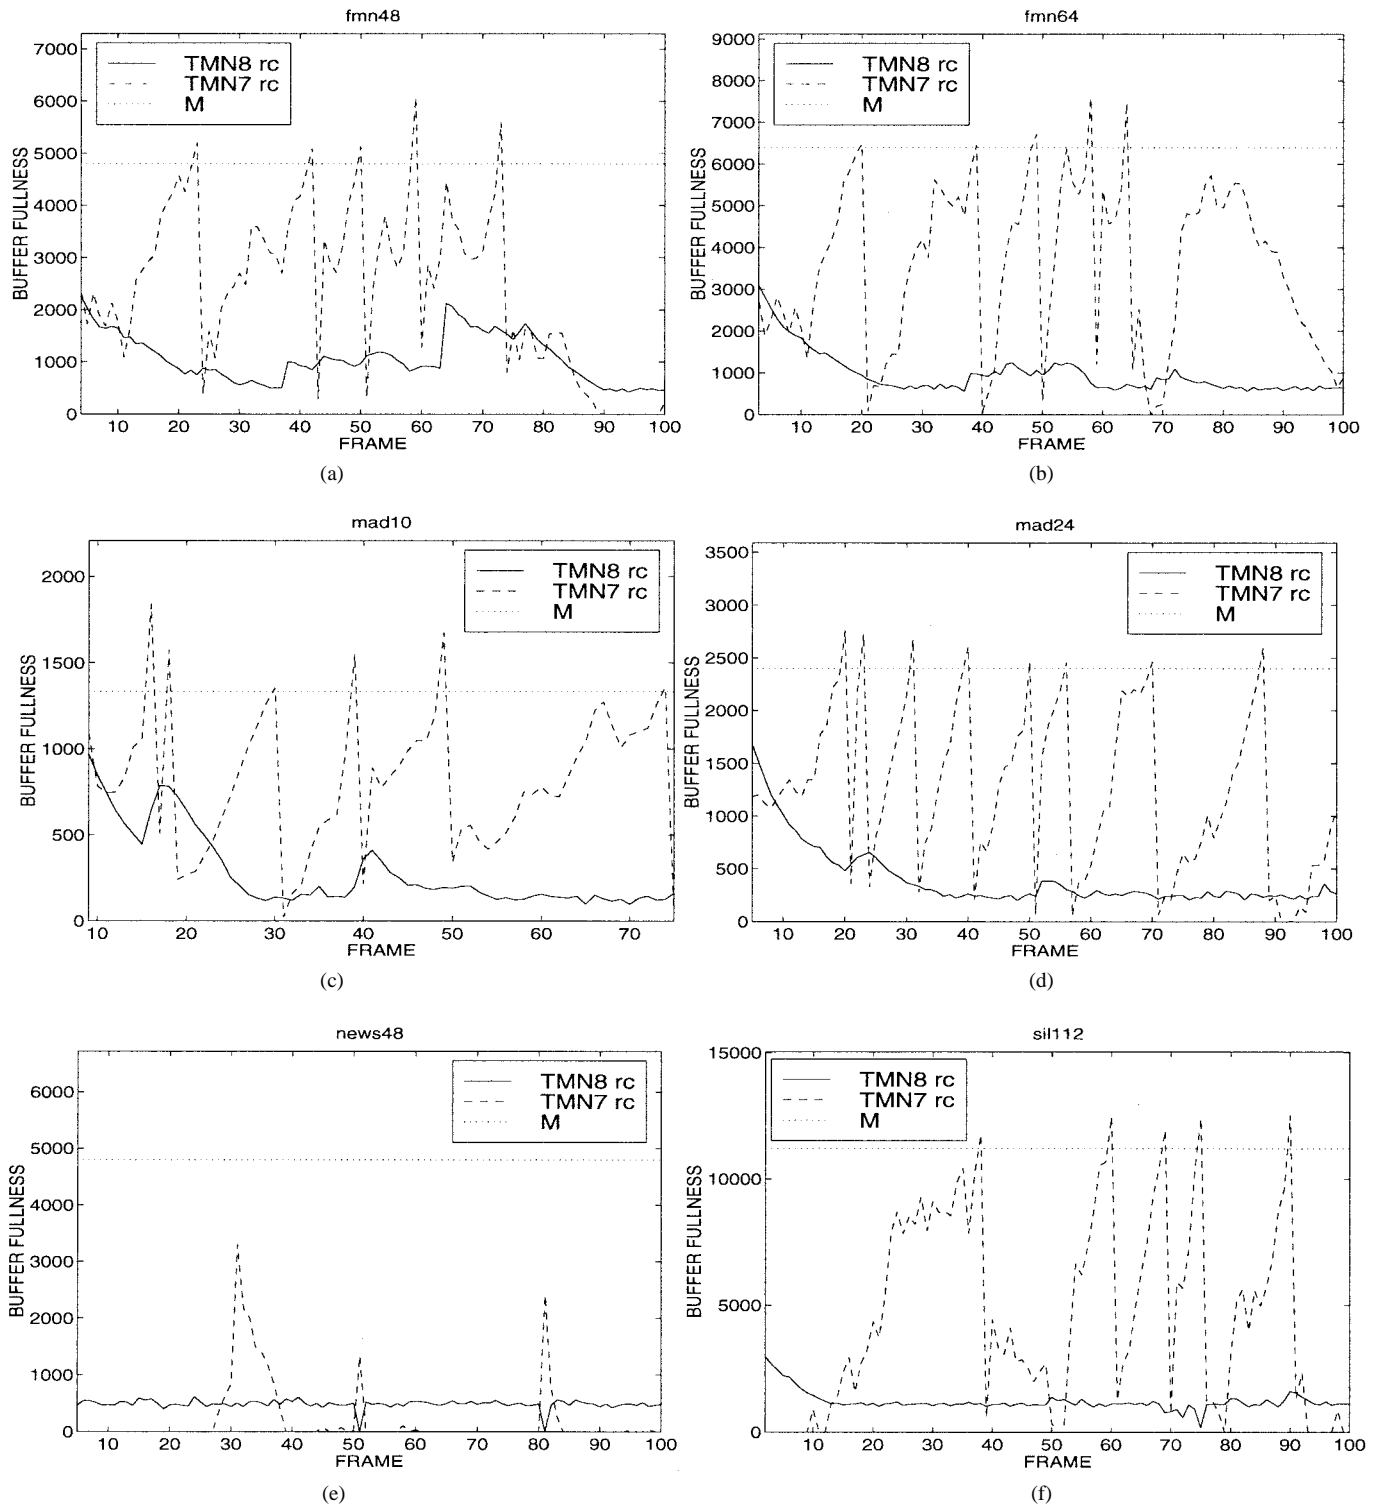 fmn48
7000
6000
5000
4000
3000
2000
1000
0
BUFFER FULLNESS
TMN8 rc
TMN7 rc
M
10 20 30 40 50 60 70 80 90 100
FRAME
(a)
fmn64
9000
8000
7000
6000
5000
4000
3000
2000
1000
0
BUFFER FULLNESS
TMN8 rc
TMN7 rc
M
10 20 30 40 50 60 70 80 90 100
FRAME
(b)
mad10
2000
1500
1000
500
0
BUFFER FULLNESS
TMN8 rc
TMN7 rc
M
10 20 30 40 50 60 70
FRAME
(c)
mad24
3500
3000
2500
2000
1500
1000
500
0
BUFFER FULLNESS
TMN8 rc
TMN7 rc
M
10 20 30 40 50 60 70 80 90 100
FRAME
(d)
news48
6000
5000
4000
3000
2000
1000
0
BUFFER FULLNESS
TMN8 rc
TMN7 rc
M
10 20 30 40 50 60 70 80 90 100
FRAME
(e)
sil112
15000
10000
5000
0
BUFFER FULLNESS
TMN8 rc
TMN7 rc
M
10 20 30 40 50 60 70 80 90 100
FRAME
(f)